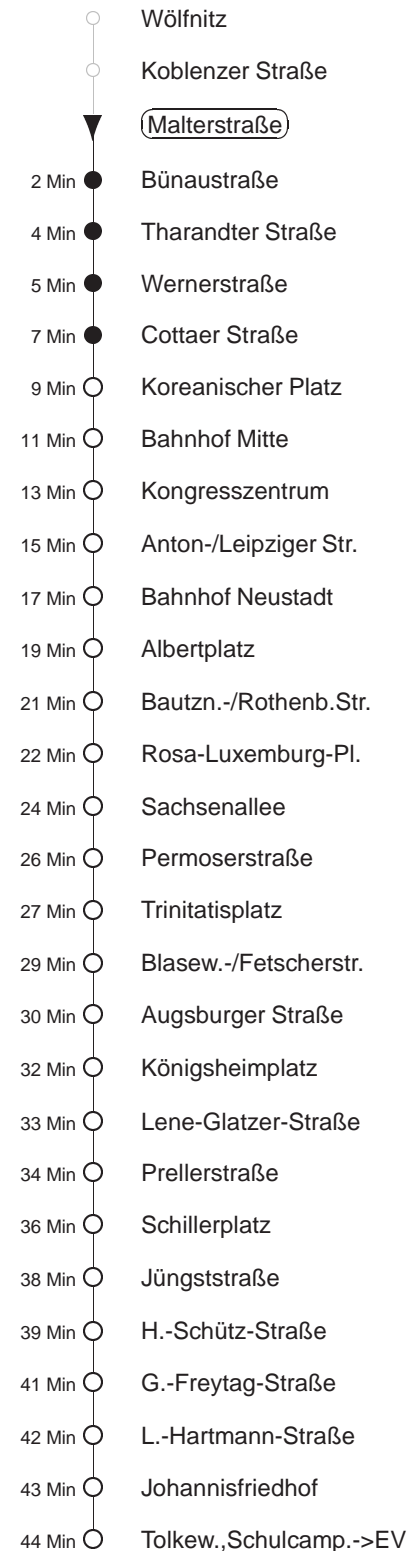 Wölfnitz
Koblenzer Straße
Malterstraße
2 Min Bünaustraße
4 Min Tharandter Straße
5 Min Wernerstraße
7 Min Cottaer Straße
9 Min Koreanischer Platz
11 Min Bahnhof Mitte
13 Min Kongresszentrum
15 Min Anton-/Leipziger Str.
17 Min Bahnhof Neustadt
19 Min Albertplatz
21 Min Bautzn.-/Rothenb.Str.
22 Min Rosa-Luxemburg-Pl.
24 Min Sachsenallee
26 Min Permoserstraße
27 Min Trinitatisplatz
29 Min Blasew.-/Fetscherstr.
30 Min Augsburger Straße
32 Min Königsheimplatz
33 Min Lene-Glatzer-Straße
34 Min Prellerstraße
36 Min Schillerplatz
38 Min Jüngststraße
39 Min H.-Schütz-Straße
41 Min G.-Freytag-Straße
42 Min L.-Hartmann-Straße
43 Min Johannisfriedhof
44 Min Tolkew.,Schulcamp.->EV